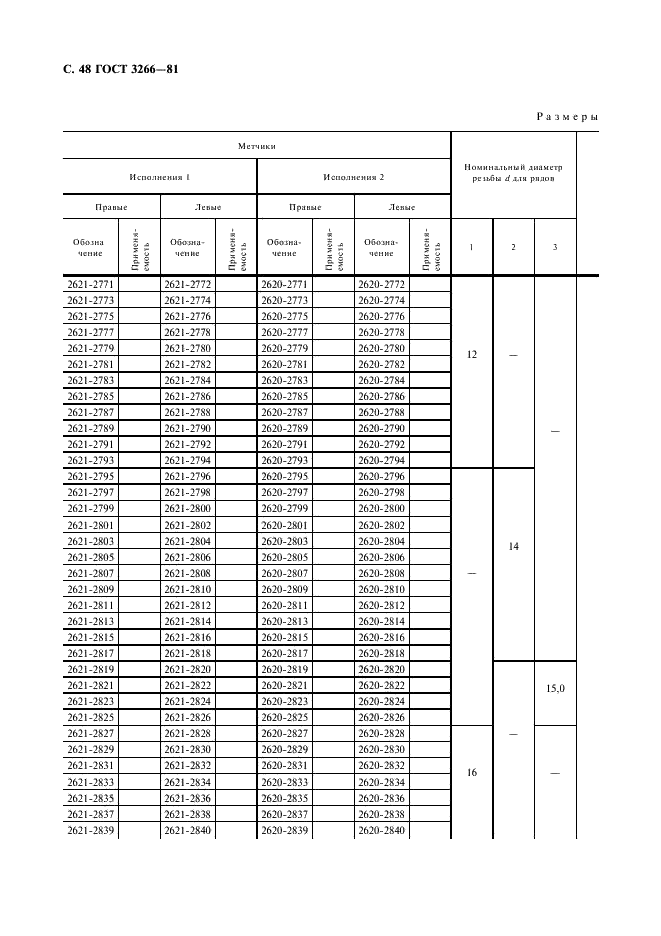 С. 48 ГОСТ 3266—81
Размеры
Метчики
Номинальный диаметр
резьбы d для рядов
Исполнения 1 Исполнения 2
Правые Левые Правые Левые
Обозна
чение
Применя-
емость
Обозна-
чение
Применя-
емость
Обозна-
чение
Применя-
емость
Обозна-
чение
Применя-
емость
1 2 3
2621-2771 2621-2772 2620-2771 2620-2772
2621-2773 2621-2774 2620-2773 2620-2774
2621-2775 2621-2776 2620-2775 2620-2776
2621-2777 2621-2778 2620-2777 2620-2778
2621-2779 2621-2780 2620-2779 2620-2780
12 —
2621-2781 2621-2782 2620-2781 2620-2782
2621-2783 2621-2784 2620-2783 2620-2784
2621-2785 2621-2786 2620-2785 2620-2786
2621-2787 2621-2788 2620-2787 2620-2788
2621-2789 2621-2790 2620-2789 2620-2790 —
2621-2791 2621-2792 2620-2791 2620-2792
2621-2793 2621-2794 2620-2793 2620-2794
2621-2795 2621-2796 2620-2795 2620-2796
2621-2797 2621-2798 2620-2797 2620-2798
2621-2799 2621-2800 2620-2799 2620-2800
2621-2801 2621-2802 2620-2801 2620-2802
2621-2803 2621-2804 2620-2803 2620-2804
14
2621-2805 2621-2806 2620-2805 2620-2806
2621-2807 2621-2808 2620-2807 2620-2808 —
2621-2809 2621-2810 2620-2809 2620-2810
2621-2811 2621-2812 2620-2811 2620-2812
2621-2813 2621-2814 2620-2813 2620-2814
2621-2815 2621-2816 2620-2815 2620-2816
2621-2817 2621-2818 2620-2817 2620-2818
2621-2819 2621-2820 2620-2819 2620-2820
2621-2821 2621-2822 2620-2821 2620-2822 15,0
2621-2823 2621-2824 2620-2823 2620-2824
2621-2825 2621-2826 2620-2825 2620-2826
2621-2827 2621-2828 2620-2827 2620-2828 —
2621-2829 2621-2830 2620-2829 2620-2830
2621-2831 2621-2832 2620-2831 2620-2832
16 —
2621-2833 2621-2834 2620-2833 2620-2834
2621-2835 2621-2836 2620-2835 2620-2836
2621-2837 2621-2838 2620-2837 2620-2838
2621-2839 2621-2840 2620-2839 2620-2840